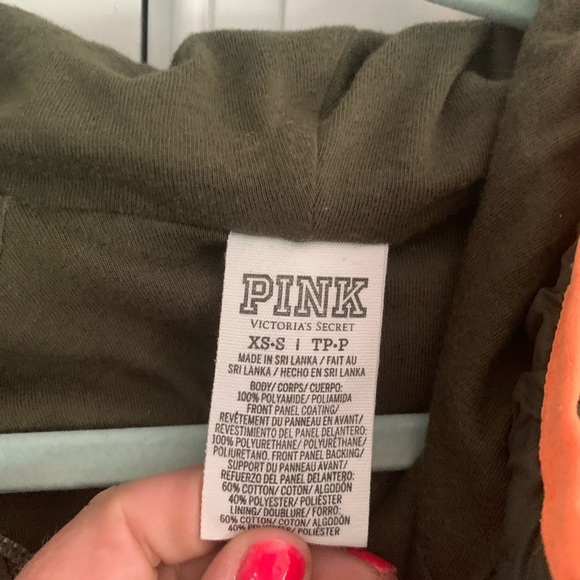 PINK
VICTORIA'S SECRET
XS•S | TP•P
MADE IN SRI LANKA / FAIT AU
SRI LANKA / HECHO EN SRI LANKA
BODY/ CORPS/ CUERPO:
100% POLYAMIDE/ POLIAMIDA
FRONT PANEL COATING/
REVÊTEMENT DU PANNEAU EN AVANT/
REVESTIMIENTO DEL PANEL DELANTERO:
100% POLYURETHANE/ POLYURÉTHANE/
POLIURETANO. FRONT PANEL BACKING/
SUPPORT DU PANNEAU AVANT/
REFUERZO DEL PANEL DELANTERO:
60% COTTON/ COTON/ ALGODÓN
40% POLYESTER/ POLIÉSTER
LINING/ DOUBLURE/ FORRO:
60% COTTON/ COTON/ ALGODÓN
40% POLYESTER/ POLIÉSTER